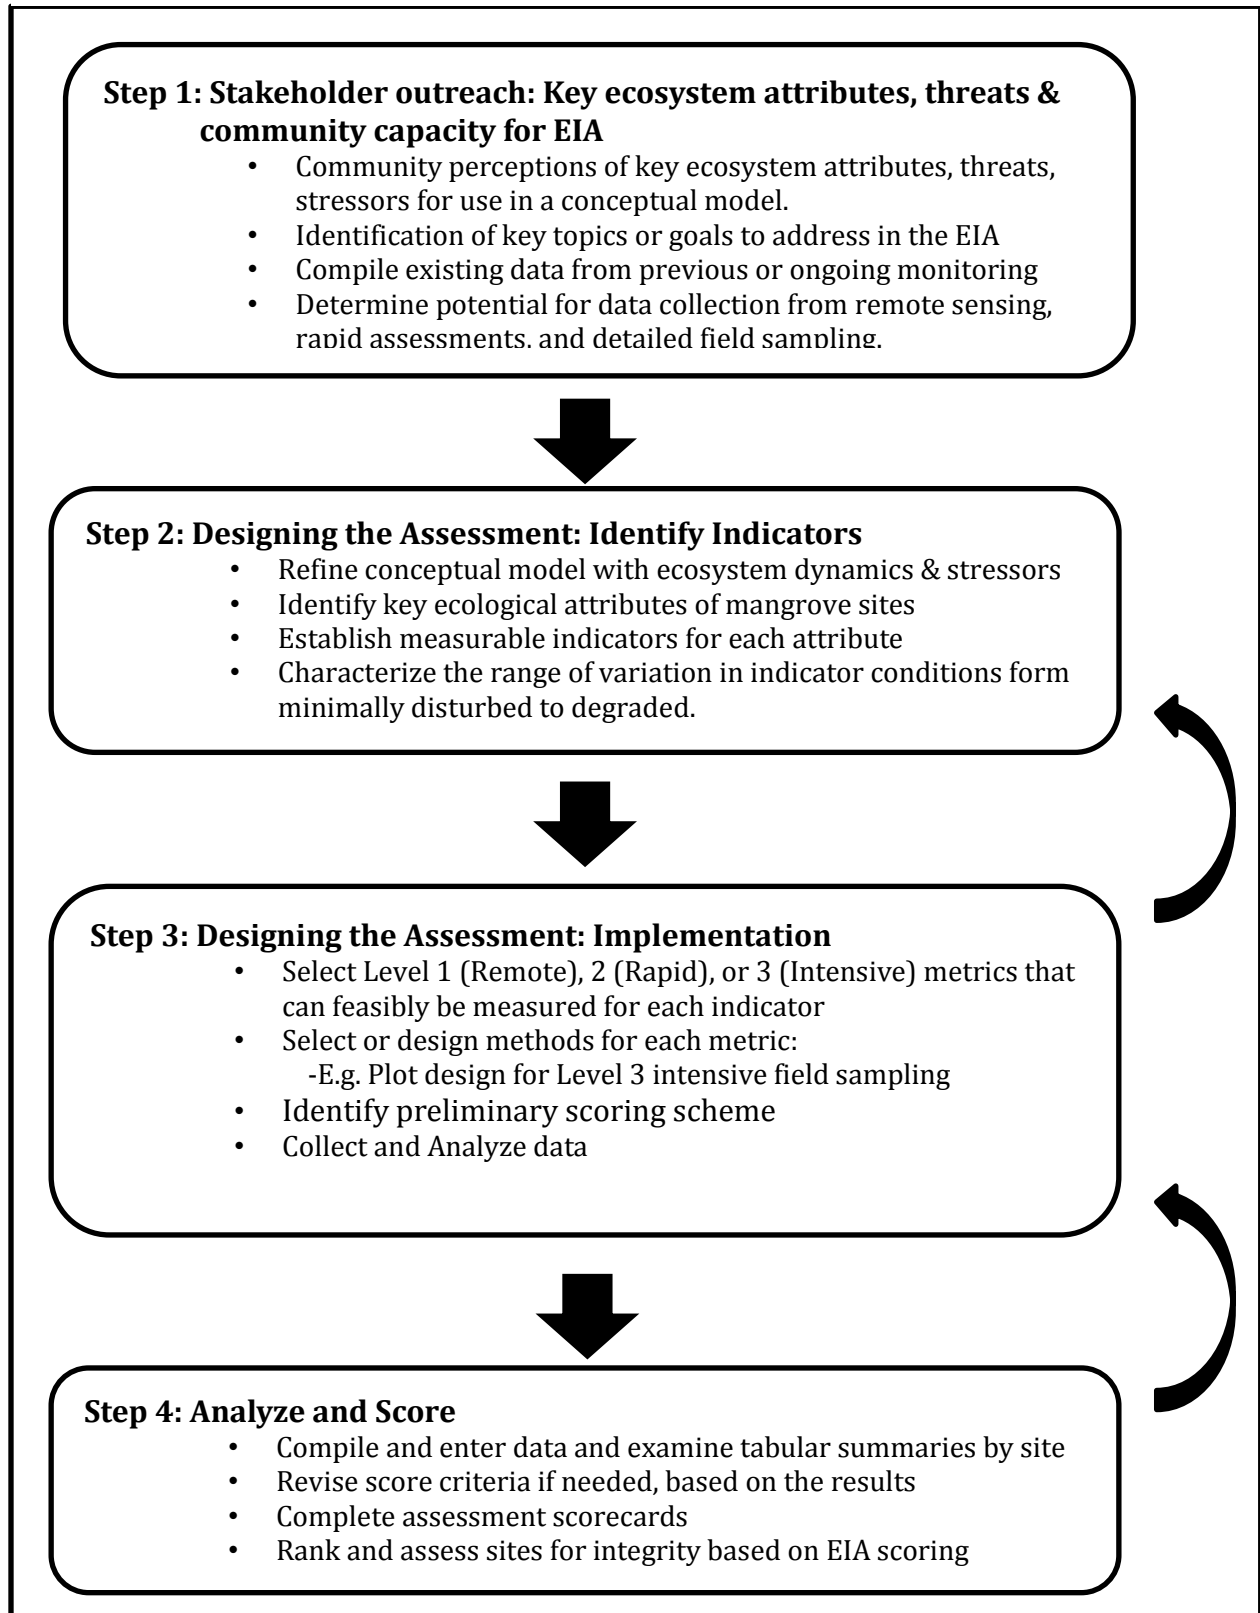 Step 1: Stakeholder outreach: Key ecosystem attributes, threats &
community capacity for EIA
• Community perceptions of key ecosystem attributes, threats,
stressors for use in a conceptual model.
• Identification of key topics or goals to address in the EIA
• Compile existing data from previous or ongoing monitoring
• Determine potential for data collection from remote sensing,
rapid assessments, and detailed field sampling.
Step 2: Designing the Assessment: Identify Indicators
• Refine conceptual model with ecosystem dynamics & stressors
• Identify key ecological attributes of mangrove sites
• Establish measurable indicators for each attribute
• Characterize the range of variation in indicator conditions form
minimally disturbed to degraded.
Step 3: Designing the Assessment: Implementation
• Select Level 1 (Remote), 2 (Rapid), or 3 (Intensive) metrics that
can feasibly be measured for each indicator
• Select or design methods for each metric:
-E.g. Plot design for Level 3 intensive field sampling
• Identify preliminary scoring scheme
• Collect and Analyze data
Step 4: Analyze and Score
• Compile and enter data and examine tabular summaries by site
• Revise score criteria if needed, based on the results
• Complete assessment scorecards
• Rank and assess sites for integrity based on EIA scoring